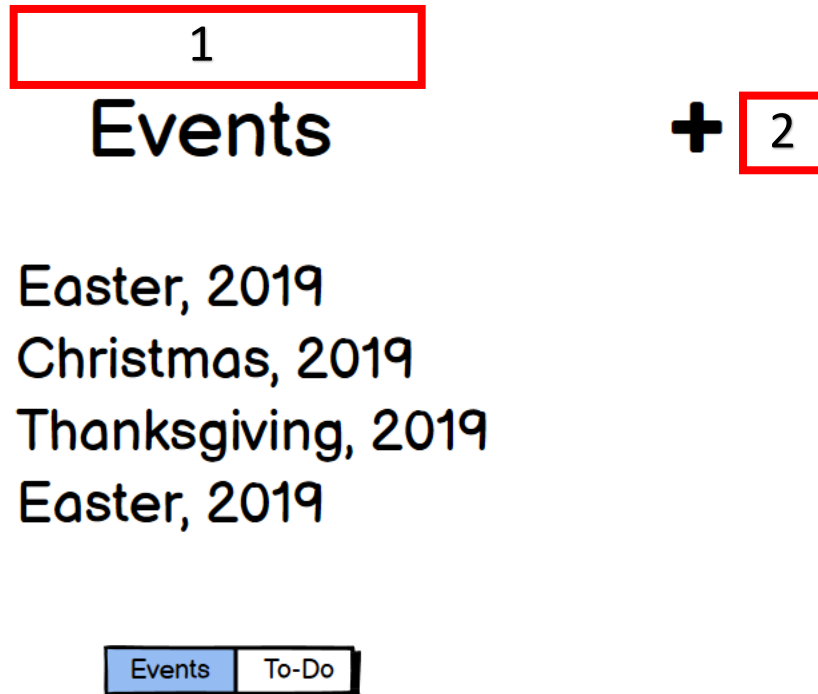 1
Events + 2
Easter, 2019
Christmas, 2019
Thanksgiving, 2019
Easter, 2019
Events To-Do